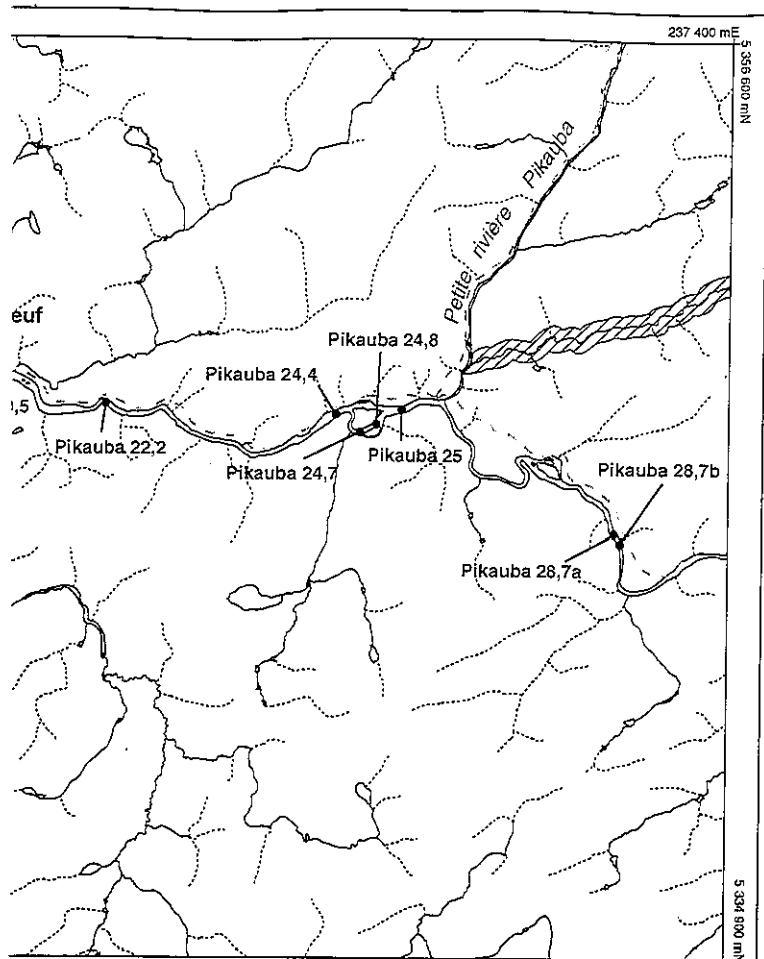 237 400 mE
5 356 600 mN
Petite rivière Pikauba
euf
Pikauba 24,8
Pikauba 24,4
,5
Pikauba 22,2
Pikauba 24,7
Pikauba 25
Pikauba 28,7b
Pikauba 28,7a
5 334 900 mN